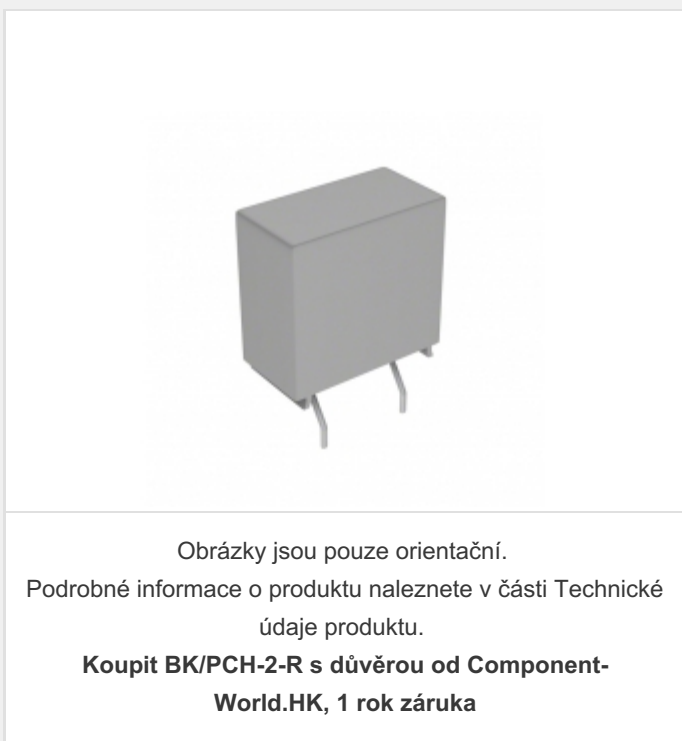 Obrázky jsou pouze orientační.
Podrobné informace o produktu naleznete v části Technické
údaje produktu.
Koupit BK/PCH-2-R s důvěrou od Component-
World.HK, 1 rok záruka